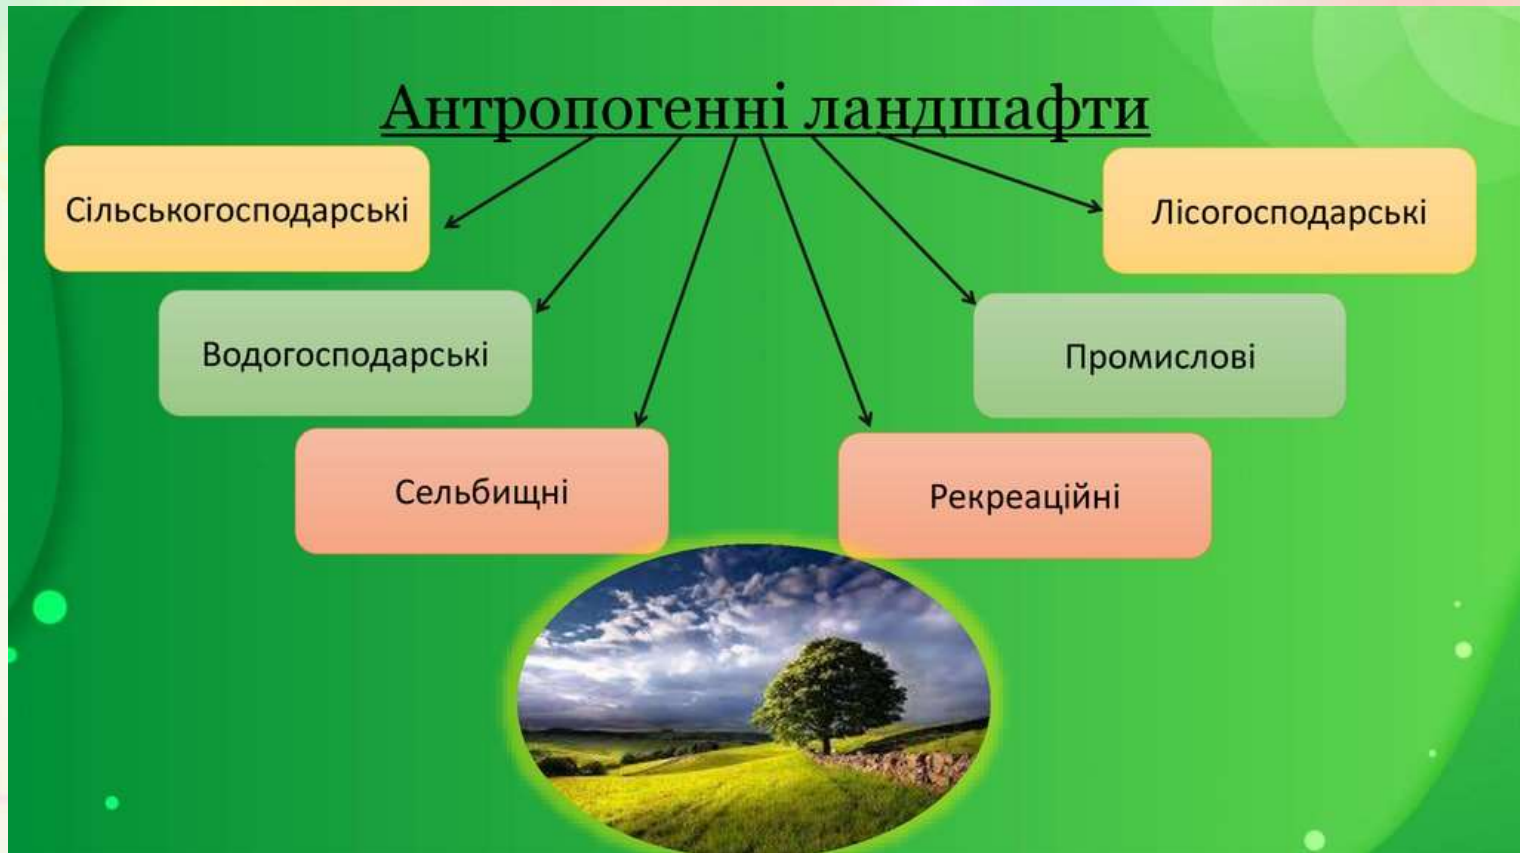 Антропогенні ландшафти
Сільськогосподарські
Лісогосподарські
Водогосподарські
Промислові
Сельбищні
Рекреаційні